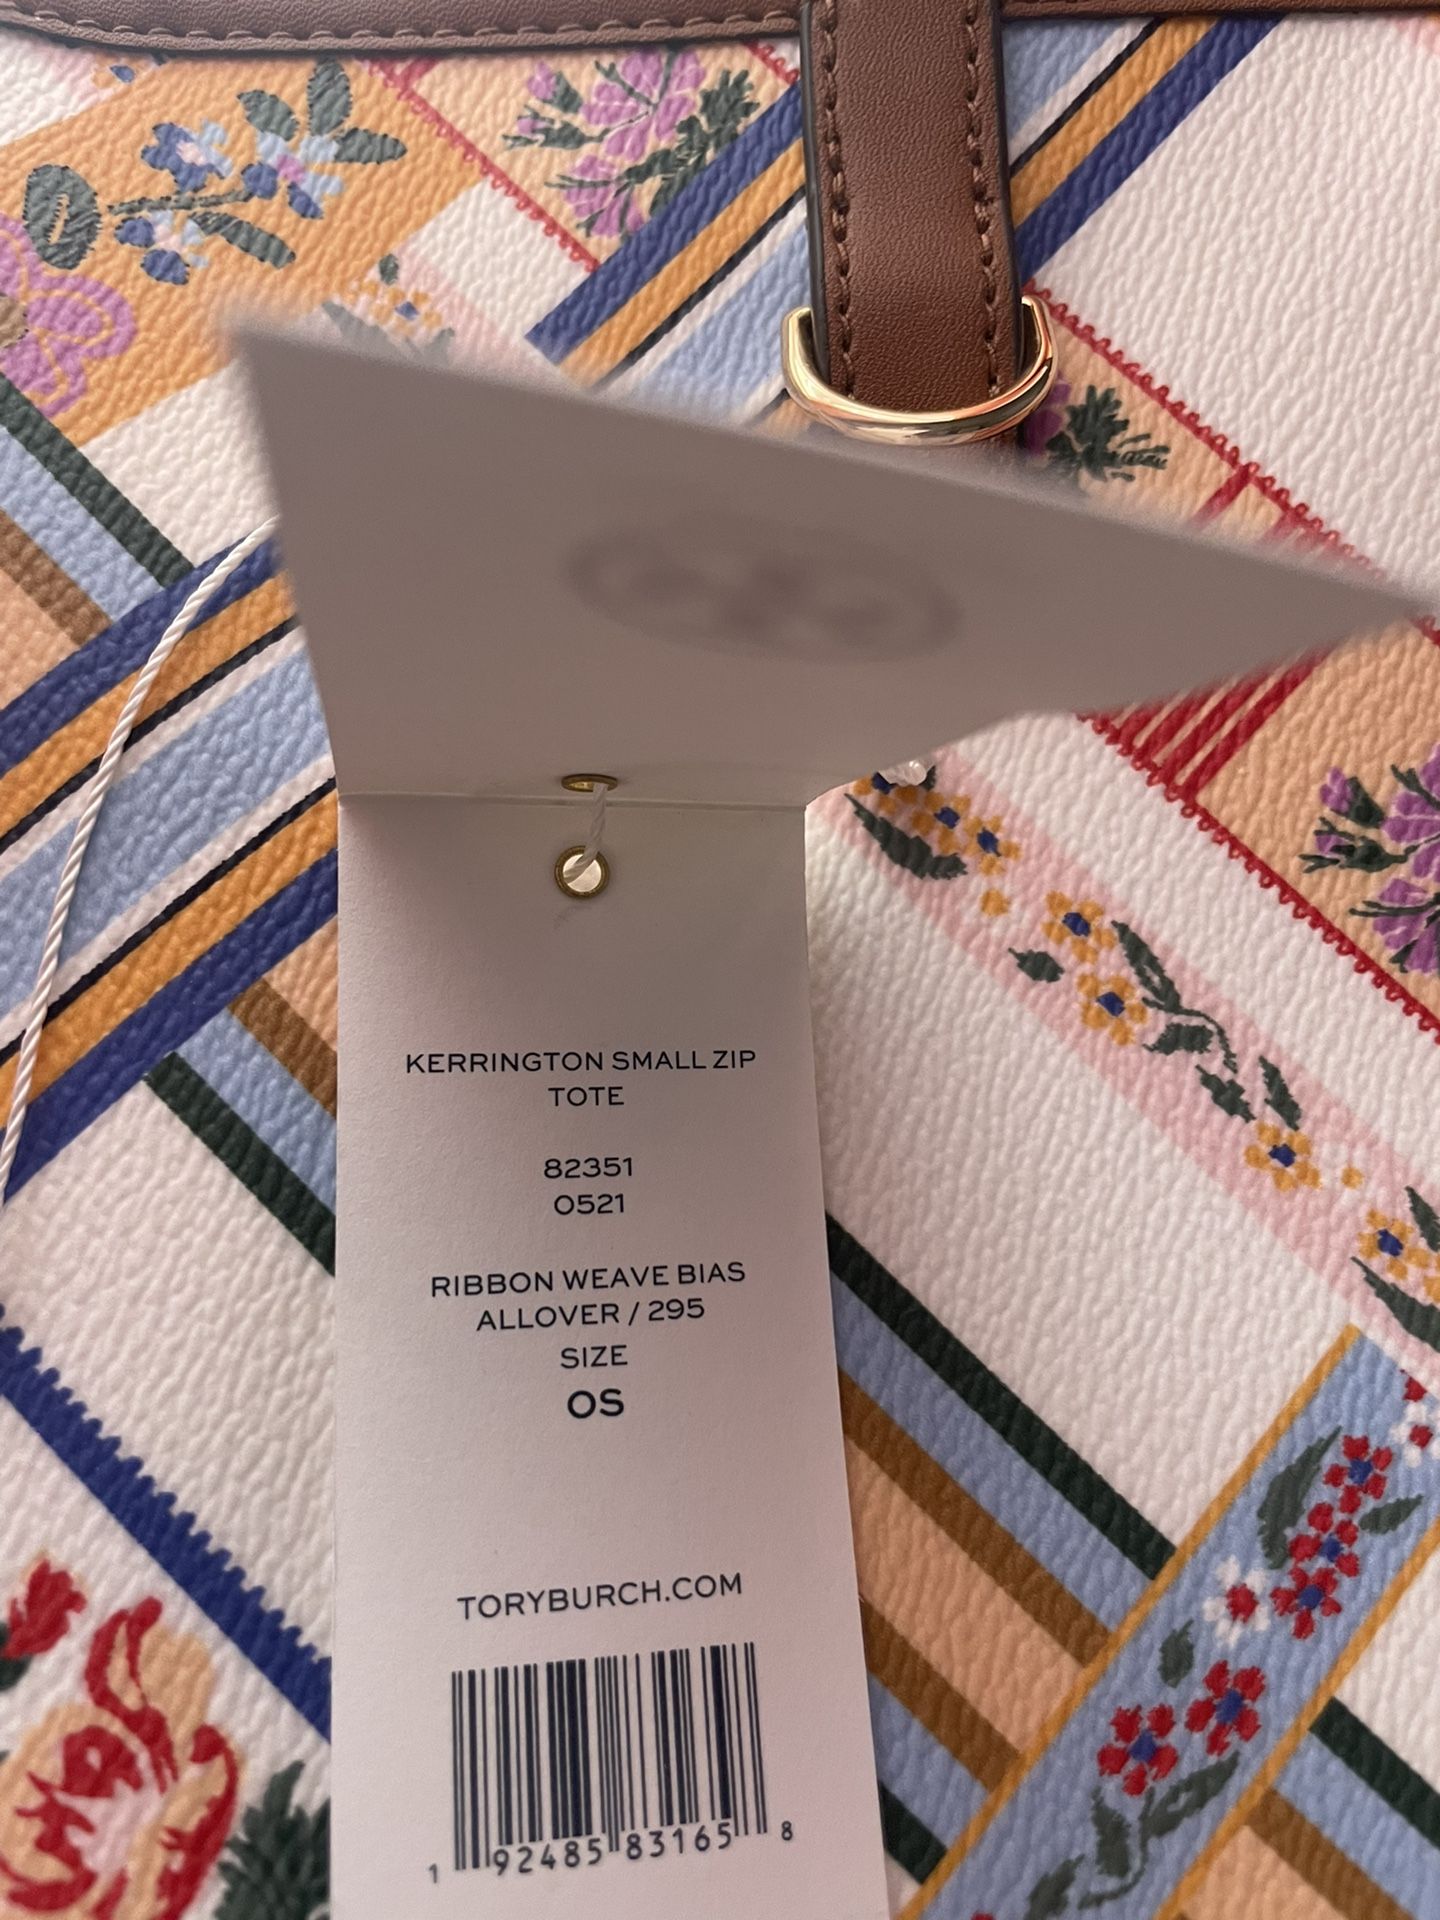 KERRINGTON SMALL ZIP
TOTE
82351
0521
RIBBON WEAVE BIAS
ALLOVER / 295
SIZE
OS
TORYBURCH.COM
1 92485 83165 8